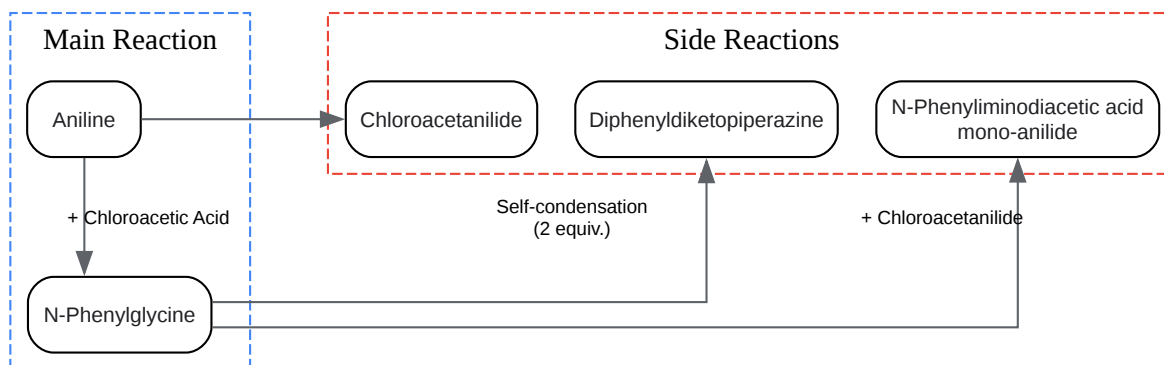 Main Reaction
Side Reactions
Aniline
Chloroacetanilide
Diphenyldiketopiperazine
N-Phenyliminodiacetic acid
mono-anilide
+ Chloroacetic Acid
Self-condensation
(2 equiv.)
+ Chloroacetanilide
N-Phenylglycine